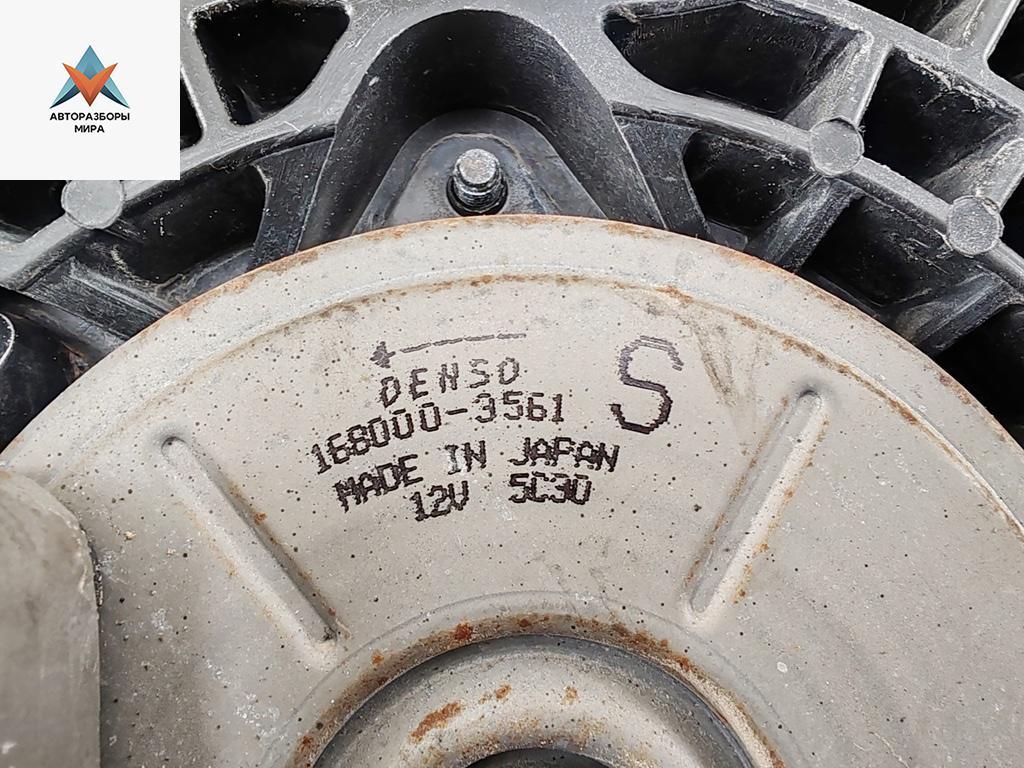 АВТОРАЗБОРЫ
МИРА
DENSO
S
168000-3561
MADE IN JAPAN
12V 5C30